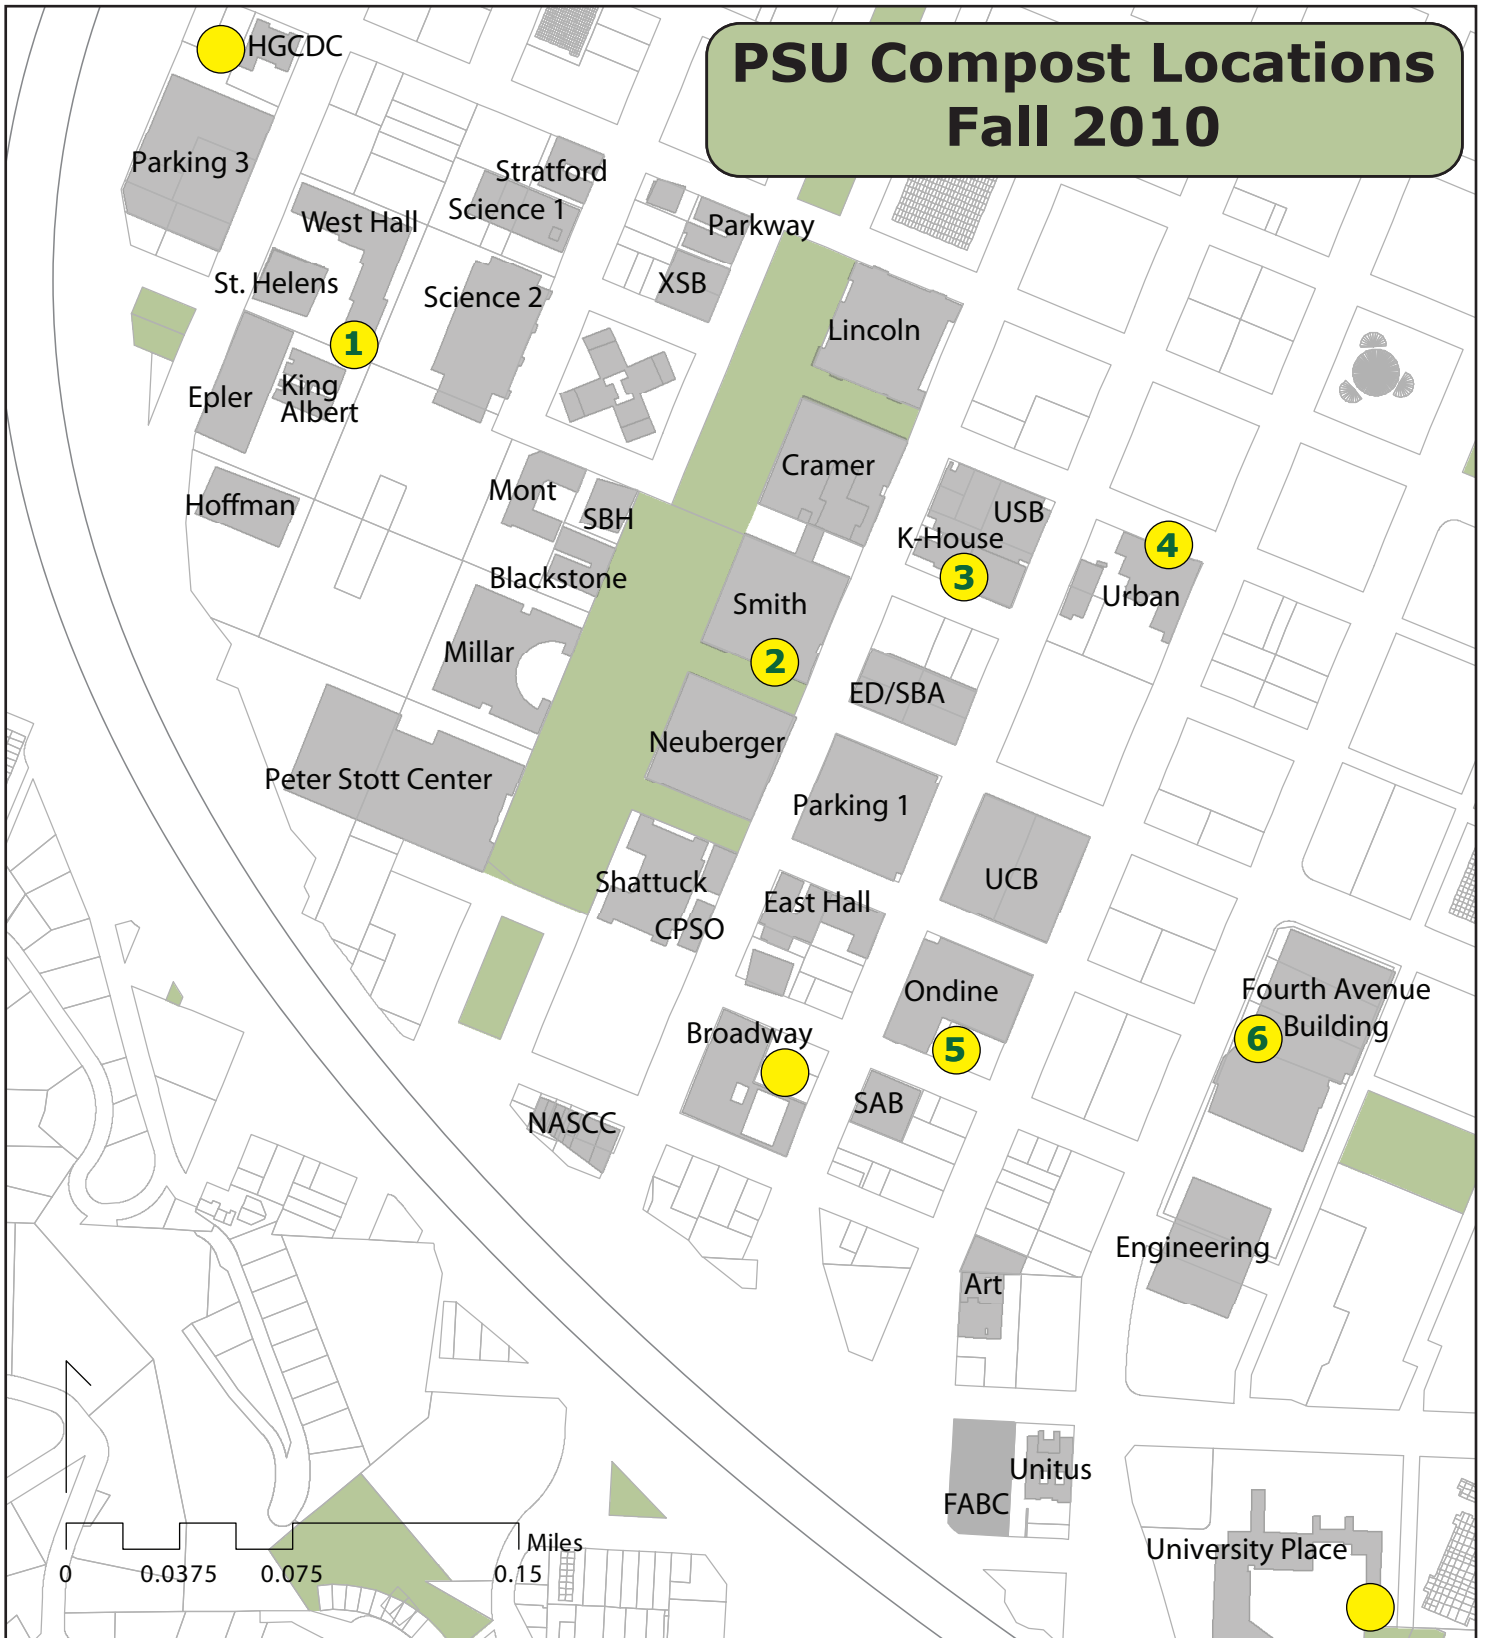 PSU Compost Locations
Fall 2010
HGCDC
Parking 3
Stratford
Science 1
West Hall
Parkway
St. Helens
Science 2
XSB
Lincoln
1
Epler
King
Albert
Cramer
Hoffman
Mont
SBH
USB
K-House
4
3
Blackstone
Urban
Smith
Millar
2
ED/SBA
Neuberger
Peter Stott Center
Parking 1
Shattuck
UCB
East Hall
CPSO
Ondine
Fourth Avenue
Building
Broadway
6
5
SAB
NASCC
Engineering
Art
Unitus
FABC
Miles
University Place
0
0.0375
0.075
0.15